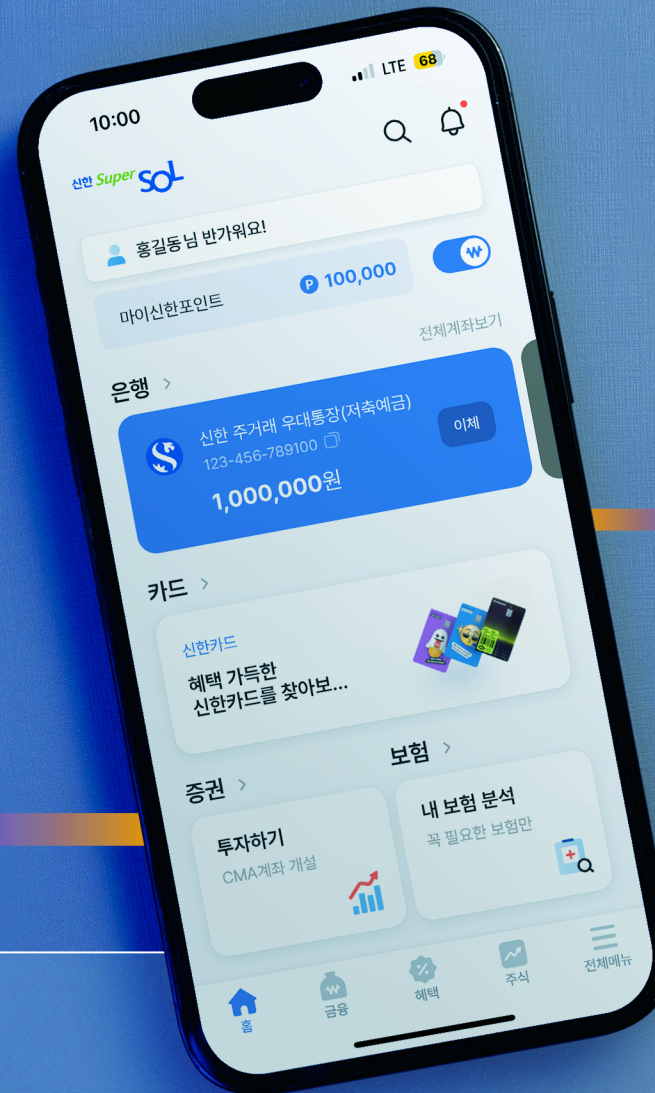 10:00
LTE 68
신한 Super SOL
홍길동님 반가워요!
마이신한포인트
P 100,000
₩
전체계좌보기
은행 >
신한 주거래 우대통장(저축예금)
123-456-789100
이체
1,000,000원
카드 >
신한카드
혜택 가득한
신한카드를 찾아보...
증권 >
보험 >
투자하기
CMA계좌 개설
내 보험 분석
꼭 필요한 보험만
홈
금융
혜택
주식
전체메뉴